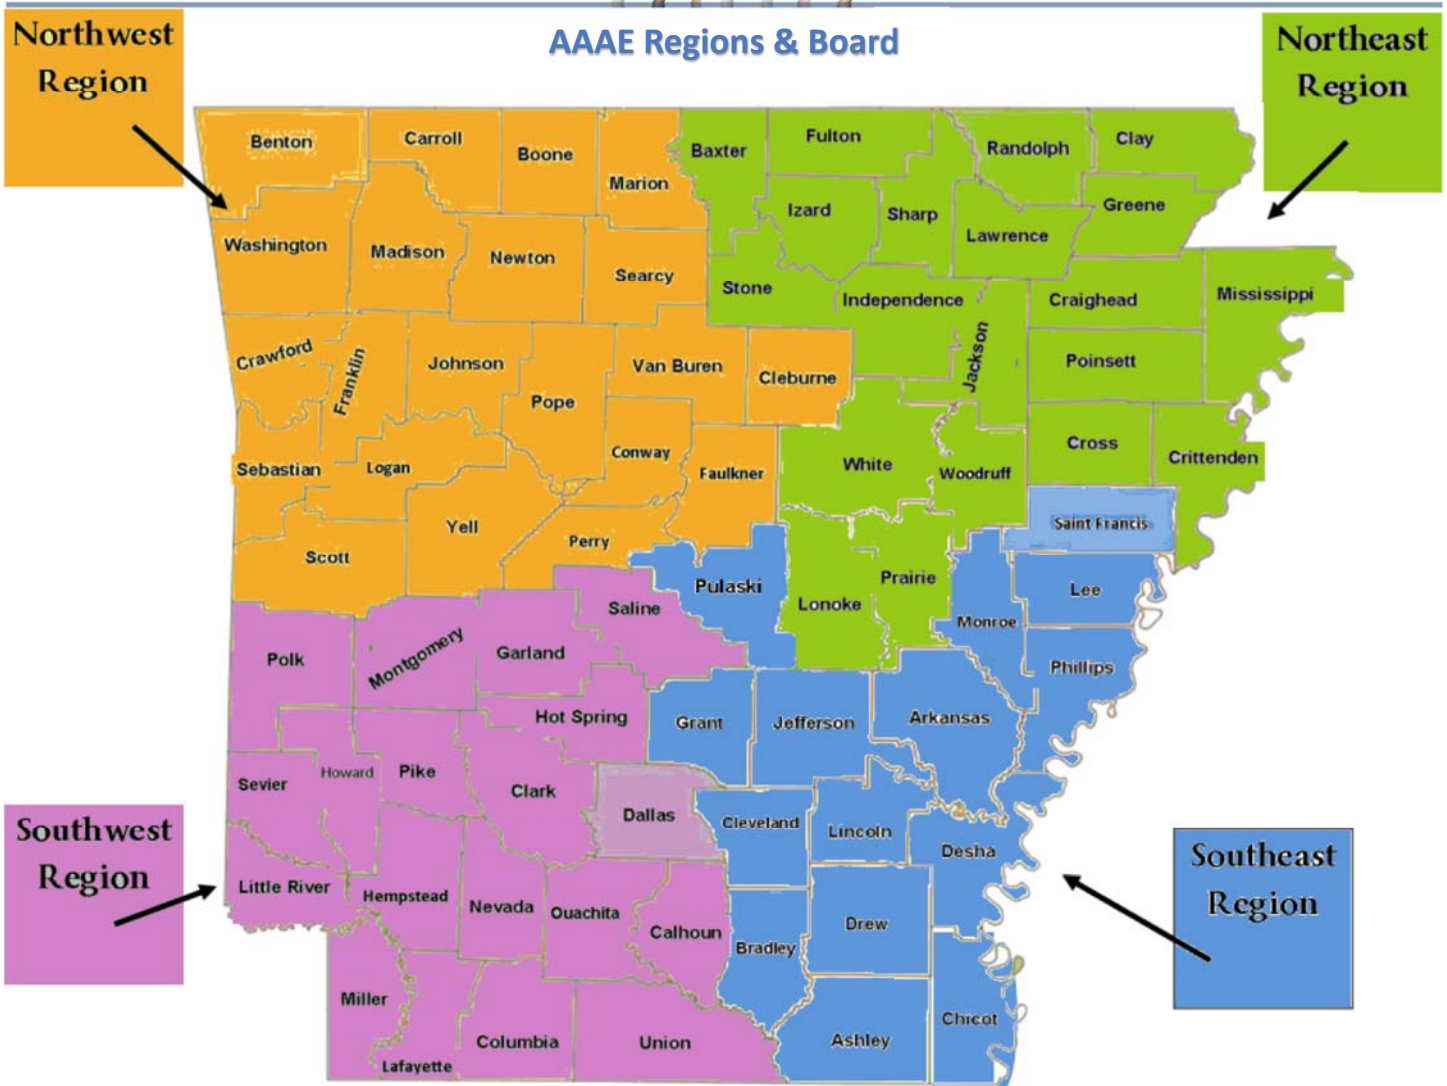 AAAE Regions & Board
Northwest
Region
Northeast
Region
Benton
Carroll
Boone
Marion
Baxter
Fulton
Randolph
Clay
Izard
Sharp
Greene
Lawrence
Washington
Madison
Newton
Searcy
Stone
Independence
Jackson
Craighead
Mississippi
Crawford
Franklin
Johnson
Pope
Van Buren
Cleburne
Poinsett
Sebastian
Logan
Conway
Faulkner
White
Woodruff
Cross
Crittenden
Scott
Yell
Perry
Saint Francis
Pulaski
Lonoke
Prairie
Monroe
Lee
Phillips
Polk
Montgomery
Garland
Saline
Hot Spring
Grant
Jefferson
Arkansas
Sevier
Howard
Pike
Clark
Dallas
Cleveland
Lincoln
Desha
Southwest
Region
Southeast
Region
Little River
Hempstead
Nevada
Ouachita
Calhoun
Bradley
Drew
Miller
Lafayette
Columbia
Union
Ashley
Chicot